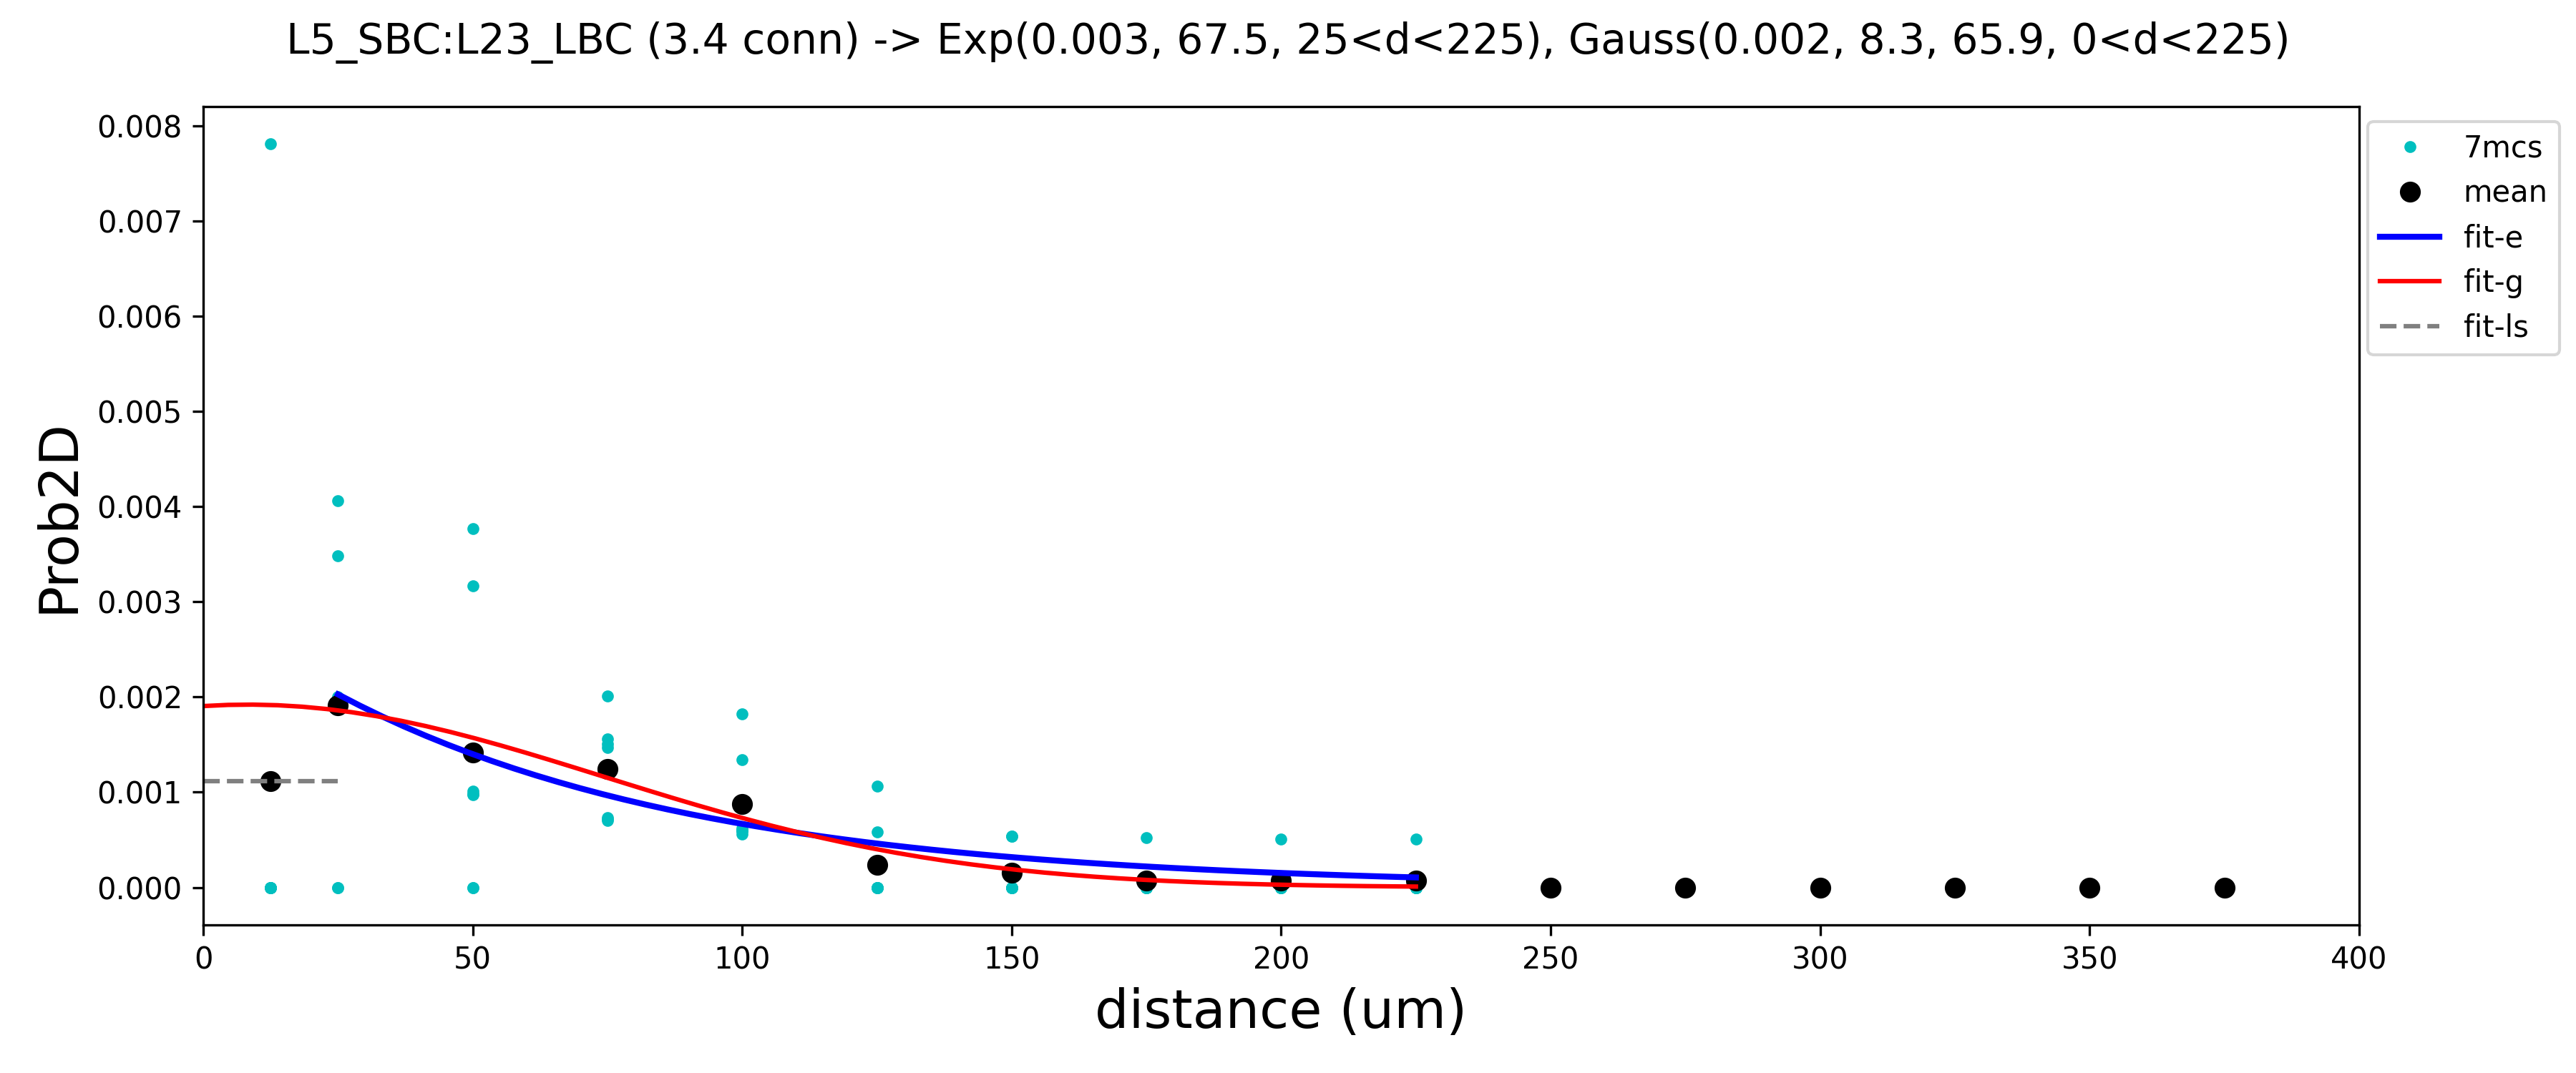 L5_SBC:L23_LBC (3.4 conn) -> Exp(0.003, 67.5, 25<d<225), Gauss(0.002, 8.3, 65.9, 0<d<225)
0.008
0.007
0.006
0.005
0.004
0.003
0.002
0.001
0.000
Prob2D
0 50 100 150 200 250 300 350 400
distance (um)
7mcs
mean
fit-e
fit-g
fit-ls